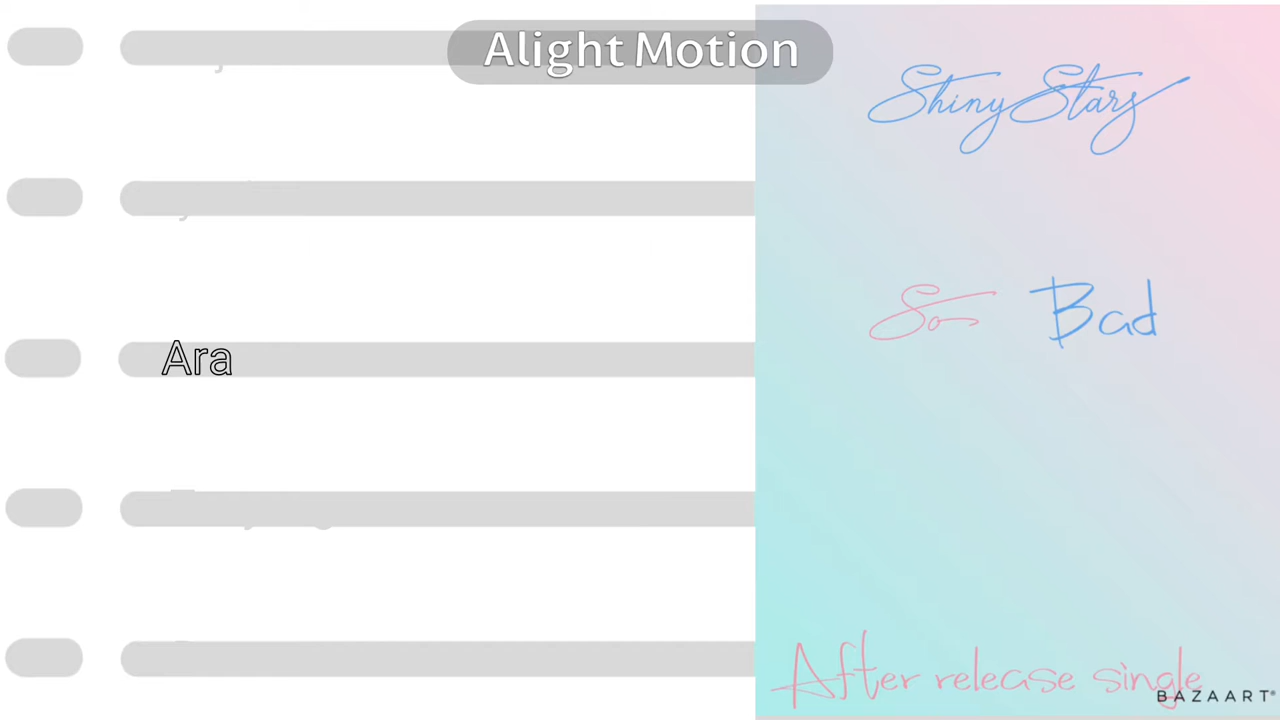 Alight Motion
Shiny Stars
So Bad
Ara
After release single
BAZAART